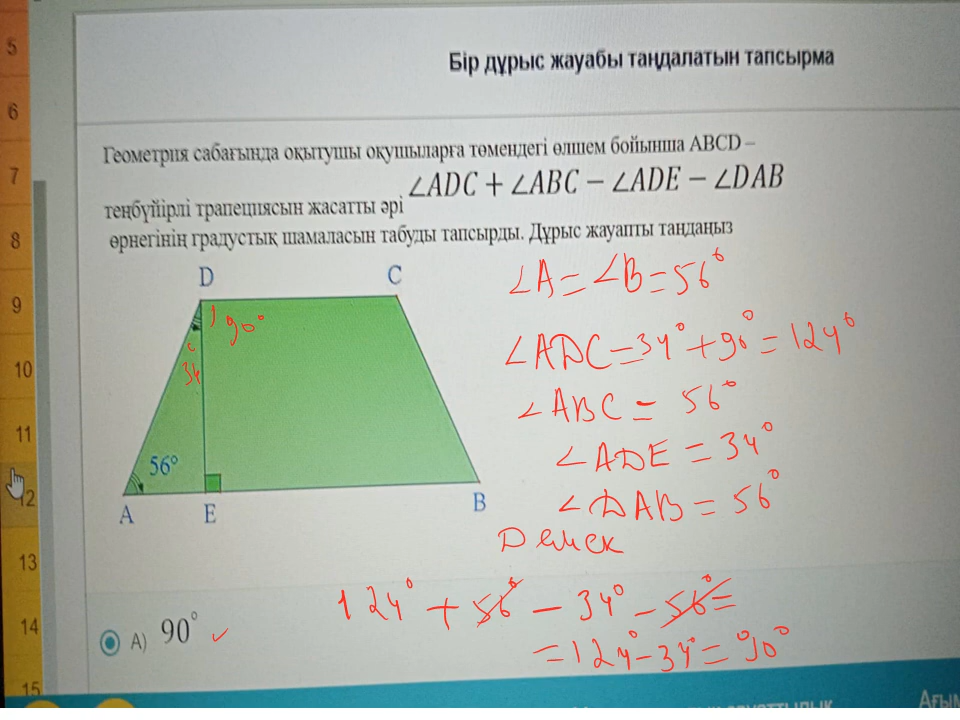 5
6
7
8
9
10
11
12
13
14
15
Бір дұрыс жауабы таңдалатын тапсырма
Геометрия сабағында оқытушы оқушыларға төмендегі өлшем бойынша ABCD –
теңбүйірлі трапециясын жасатты әрі ∠ADC + ∠ABC − ∠ADE − ∠DAB
өрнегінің градустық шамаласын табуды тапсырды. Дұрыс жауапты таңдаңыз
D C
90°
34
56°
A E B
∠A = ∠B = 56°
∠ADC = 34° + 90° = 124°
∠ABC = 56°
∠ADE = 34°
∠DAB = 56°
Демек
124° + 56° − 34° − 56° =
= 124° − 34° = 90°
A) 90° ✓